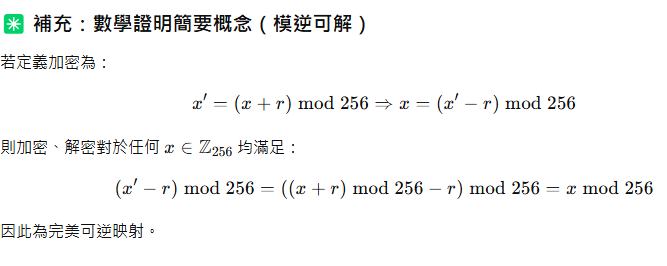 ✳ 補充：數學證明簡要概念（模逆可解）
若定義加密為：
x′ = (x + r) mod 256 ⇒ x = (x′ − r) mod 256
則加密、解密對於任何 x ∈ ℤ₂₅₆ 均滿足：
(x′ − r) mod 256 = ((x + r) mod 256 − r) mod 256 = x mod 256
因此為完美可逆映射。